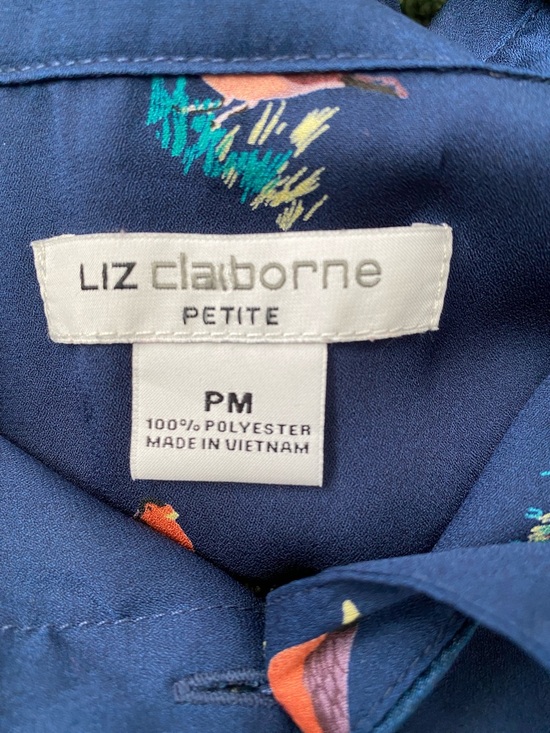 LIZ claiborne
PETITE
PM
100% POLYESTER
MADE IN VIETNAM